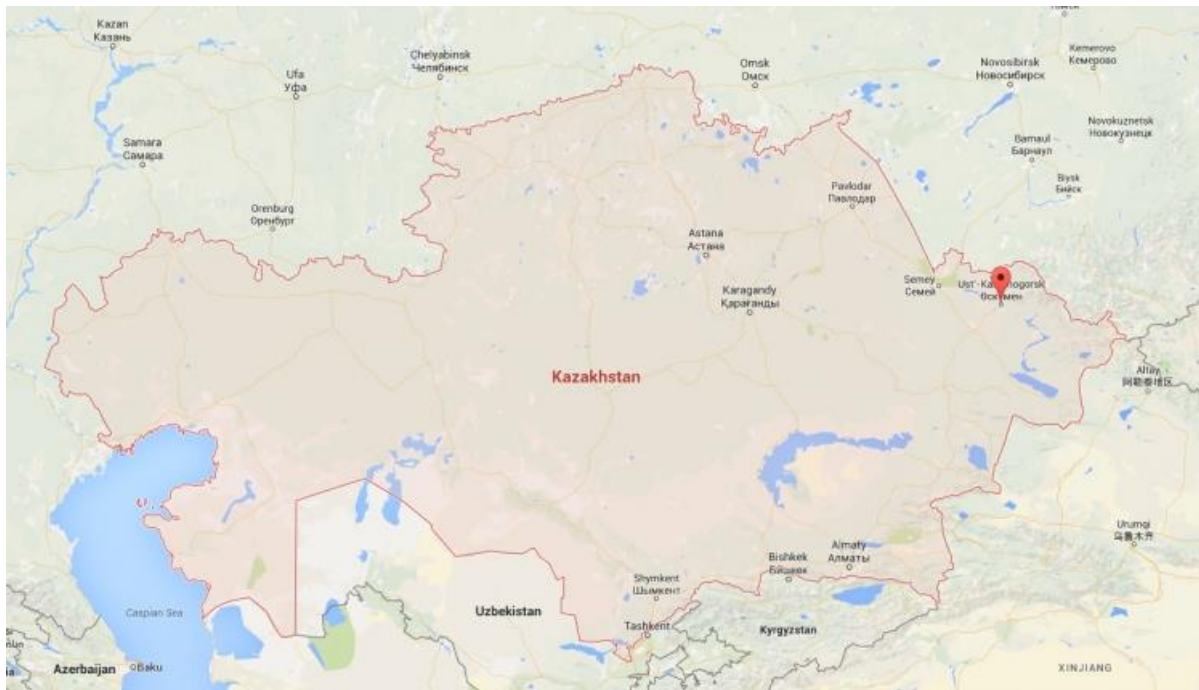 Kazan
Казань
Chelyabinsk
Челябинск
Ufa
Уфа
Omsk
Омск
Novosibirsk
Новосибирск
Kemerovo
Кемерово
Novokuznetsk
Новокузнецк
Samara
Самара
Barnaul
Барнаул
Biysk
Бийск
Pavlodar
Павлодар
Orenburg
Оренбург
Astana
Астана
Semey
Семей
Karagandy
Қарағанды
Kazakhstan
Altay
阿勒泰地区
Urumqi
乌鲁木齐
Almaty
Алматы
Bishkek
Бишкек
Shymkent
Шымкент
Caspian Sea
Uzbekistan
Tashkent
Kyrgyzstan
Azerbaijan
Baku
XINJIANG